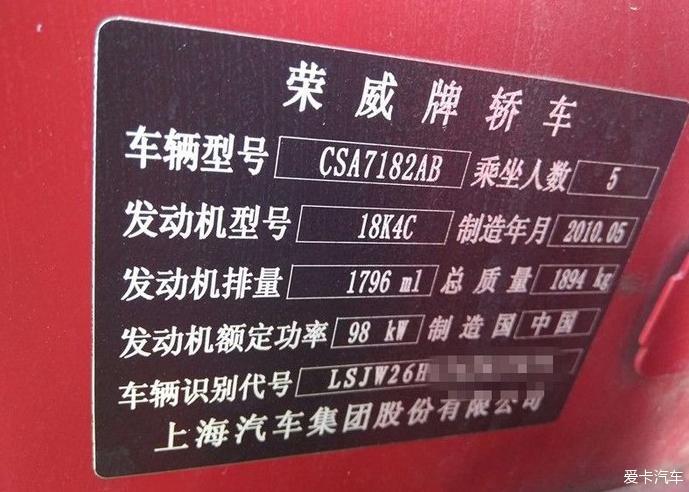 荣威牌轿车
车辆型号 CSA7182AB 乘坐人数 5
发动机型号 18K4C 制造年月 2010.05
发动机排量 1796 ml 总质量 1894 kg
发动机额定功率 98 kW 制造国 中国
车辆识别代号 LSJW26H
上海汽车集团股份有限公司
爱卡汽车